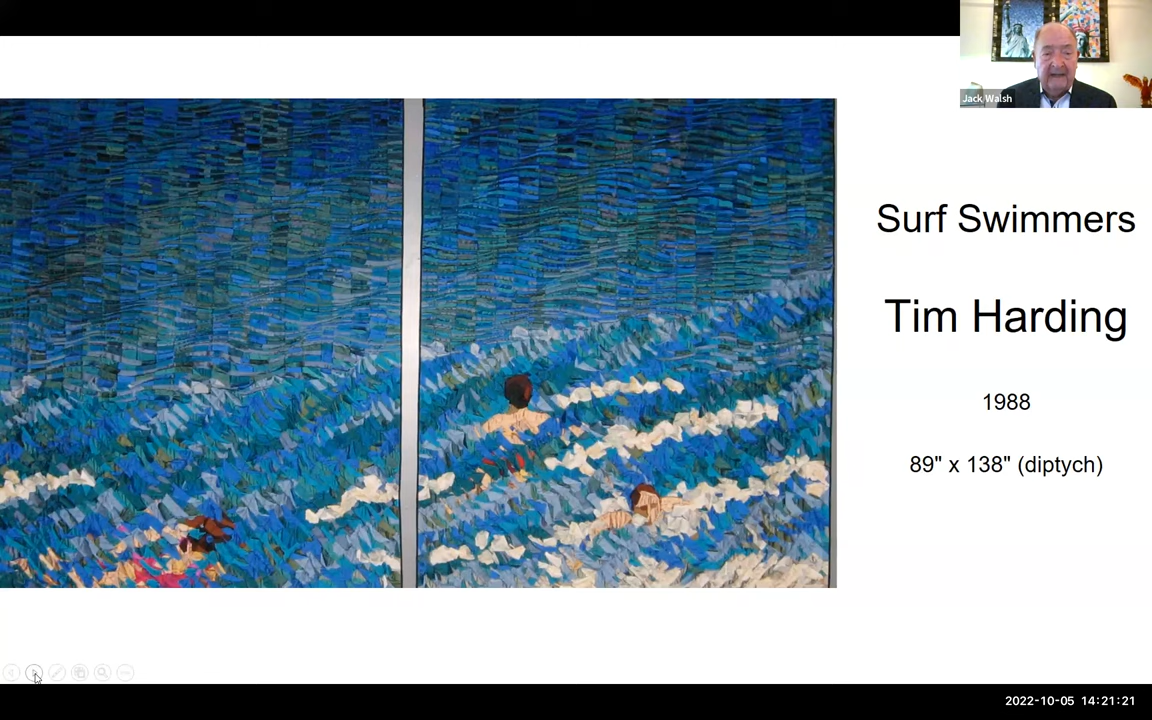 Jack Walsh
Surf Swimmers
Tim Harding
1988
89" x 138" (diptych)
2022-10-05 14:21:21